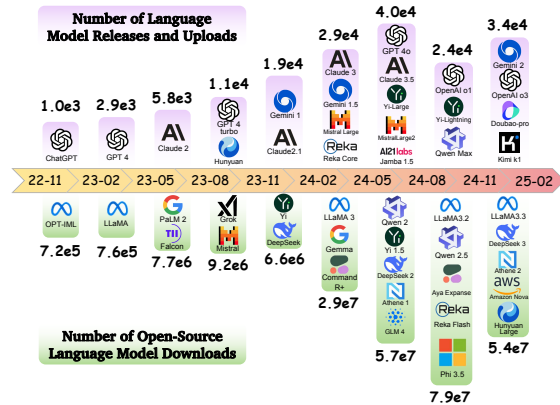 Number of Language
Model Releases and Uploads
1.0e3
ChatGPT
2.9e3
GPT 4
5.8e3
Claude 2
1.1e4
GPT 4
turbo
Hunyuan
1.9e4
Gemini 1
Claude2.1
2.9e4
Claude 3
Gemini 1.5
Mistral Large
Reka
Reka Core
4.0e4
GPT 4o
Claude 3.5
Yi-Large
MistralLarge2
AI21labs
Jamba 1.5
2.4e4
OpenAI o1
Yi-Lightning
Qwen Max
3.4e4
Gemini 2
OpenAI o3
Doubao-pro
Kimi k1
22-11
23-02
23-05
23-08
23-11
24-02
24-05
24-08
24-11
25-02
OPT-IML
7.2e5
LLaMA
7.6e5
PaLM 2
TII
Falcon
7.7e6
Grok
Mistral
9.2e6
Yi
DeepSeek
6.6e6
LLaMA 3
Gemma
Command
R+
2.9e7
Qwen 2
Yi 1.5
DeepSeek 2
Athene 1
GLM 4
5.7e7
LLaMA3.2
Qwen 2.5
Aya Expanse
Reka
Reka Flash
Phi 3.5
7.9e7
LLaMA3.3
DeepSeek 3
Athene 2
aws
Amazon Nova
Hunyuan
Large
5.4e7
Number of Open-Source
Language Model Downloads